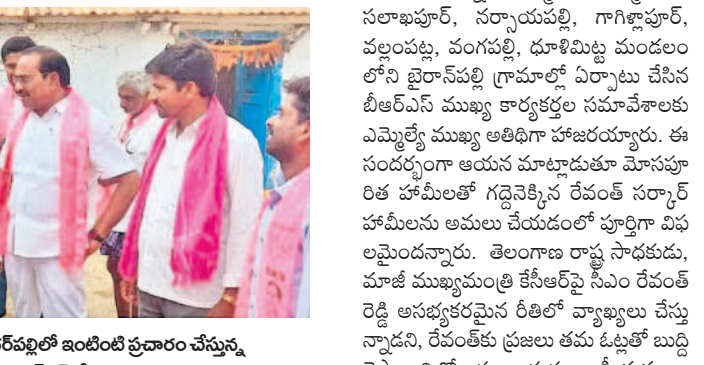 సలాఖపూర్, నర్సాయపల్లి, గాగిళ్లాపూర్,
వల్లంపట్ల, వంగపల్లి, ధూళిమిట్ట మండలం
లోని బైరాన్‌పల్లి గ్రామాల్లో ఏర్పాటు చేసిన
బీఆర్ఎస్ ముఖ్య కార్యకర్తల సమావేశాలకు
ఎమ్మెల్యే ముఖ్య అతిథిగా హాజరయ్యారు. ఈ
సందర్భంగా ఆయన మాట్లాడుతూ మోసపూ
రిత హామీలతో గద్దెనెక్కిన రేవంత్ సర్కార్
హామీలను అమలు చేయడంలో పూర్తిగా విఫ
లమైందన్నారు. తెలంగాణ రాష్ట్ర సాధకుడు,
మాజీ ముఖ్యమంత్రి కేసీఆర్‌పై సీఎం రేవంత్
రెడ్డి అసభ్యకరమైన రీతిలో వ్యాఖ్యలు చేస్తు
న్నాడని, రేవంత్‌కు ప్రజలు తమ ఓట్లతో బుద్ది
ర్‌పల్లిలో ఇంటింటి ప్రచారం చేస్తున్న